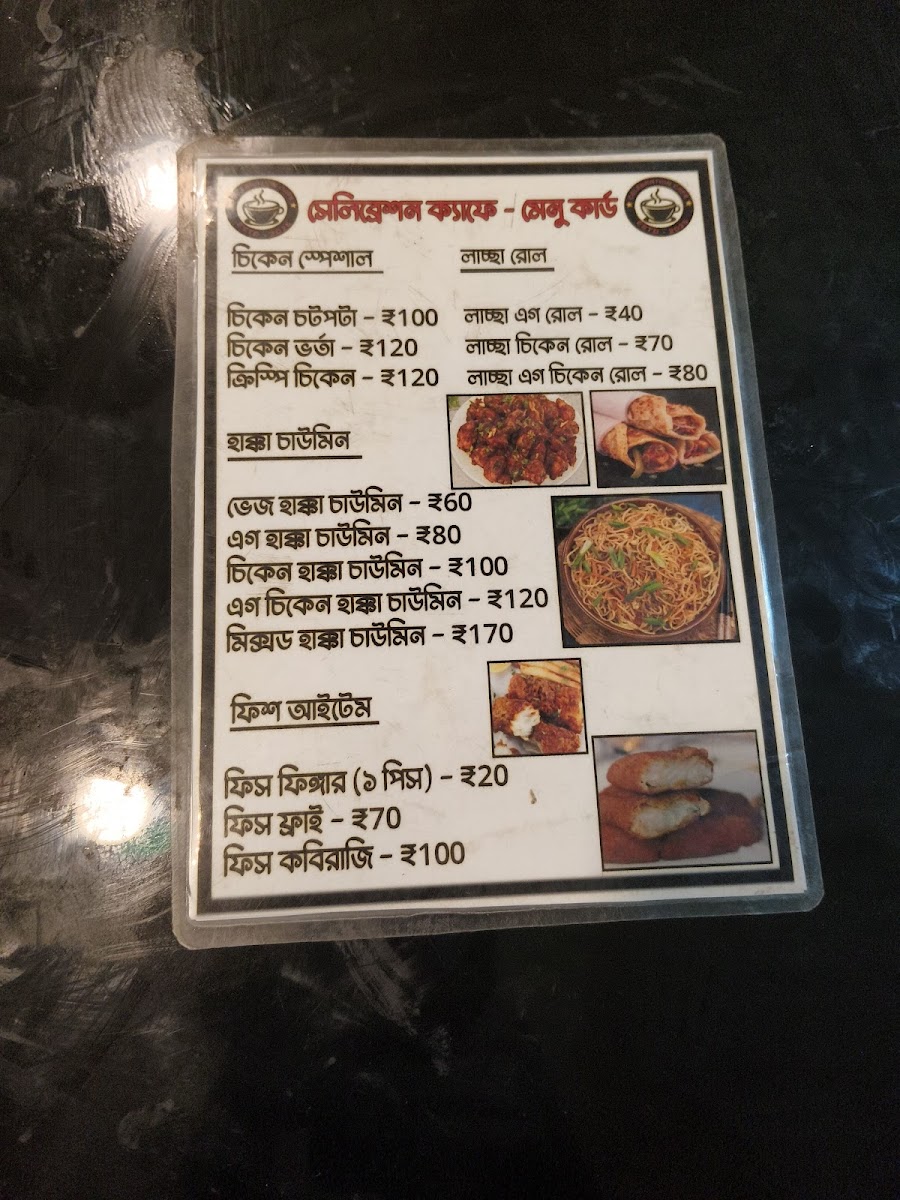 সেলিব্রেশন ক্যাফে - মেনু কার্ড
চিকেন স্পেশাল
চিকেন চটপটা - ₹100
চিকেন ভর্তা - ₹120
ক্রিস্পি চিকেন - ₹120
লাচ্ছা রোল
লাচ্ছা এগ রোল - ₹40
লাচ্ছা চিকেন রোল - ₹70
লাচ্ছা এগ চিকেন রোল - ₹80
হাক্কা চাউমিন
ভেজ হাক্কা চাউমিন - ₹60
এগ হাক্কা চাউমিন - ₹80
চিকেন হাক্কা চাউমিন - ₹100
এগ চিকেন হাক্কা চাউমিন - ₹120
মিক্সড হাক্কা চাউমিন - ₹170
ফিশ আইটেম
ফিস ফিঙ্গার (১ পিস) - ₹20
ফিস ফ্রাই - ₹70
ফিস কবিরাজি - ₹100